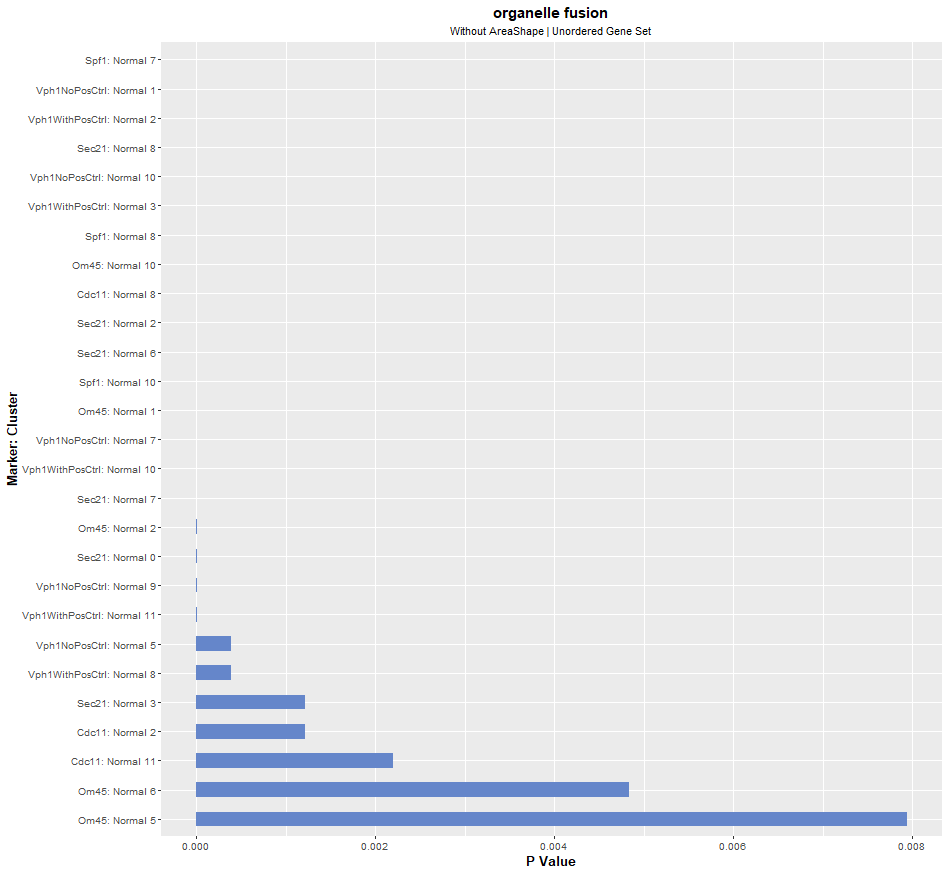 organelle fusion
Without AreaShape | Unordered Gene Set
Marker: Cluster
Spf1: Normal 7
Vph1NoPosCtrl: Normal 1
Vph1WithPosCtrl: Normal 2
Sec21: Normal 8
Vph1NoPosCtrl: Normal 10
Vph1WithPosCtrl: Normal 3
Spf1: Normal 8
Om45: Normal 10
Cdc11: Normal 8
Sec21: Normal 2
Sec21: Normal 6
Spf1: Normal 10
Om45: Normal 1
Vph1NoPosCtrl: Normal 7
Vph1WithPosCtrl: Normal 10
Sec21: Normal 7
Om45: Normal 2
Sec21: Normal 0
Vph1NoPosCtrl: Normal 9
Vph1WithPosCtrl: Normal 11
Vph1NoPosCtrl: Normal 5
Vph1WithPosCtrl: Normal 8
Sec21: Normal 3
Cdc11: Normal 2
Cdc11: Normal 11
Om45: Normal 6
Om45: Normal 5
0.000 0.002 0.004 0.006 0.008
P Value